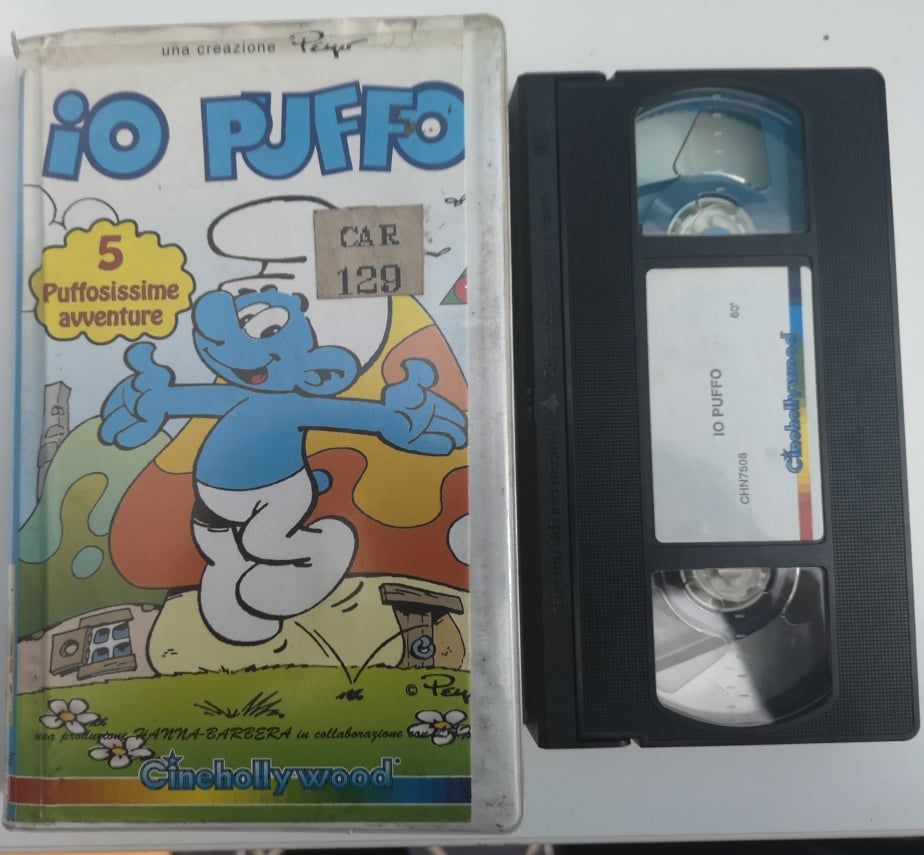 una creazione Peyo
IO PUFFO
5
Puffosissime
avventure
CAR
129
© Peyo
una produzione HANNA-BARBERA in collaborazione con
Cinehollywood
IO PUFFO
60'
CHN7508
Cinehollywood